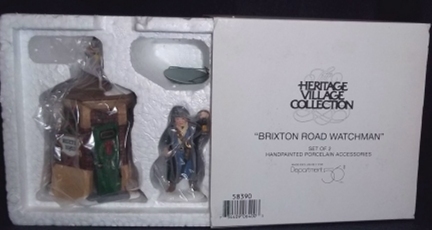 HERITAGE
VILLAGE
COLLECTION
"BRIXTON ROAD WATCHMAN"
SET OF 2
HANDPAINTED PORCELAIN ACCESSORIES
Department 56
58390